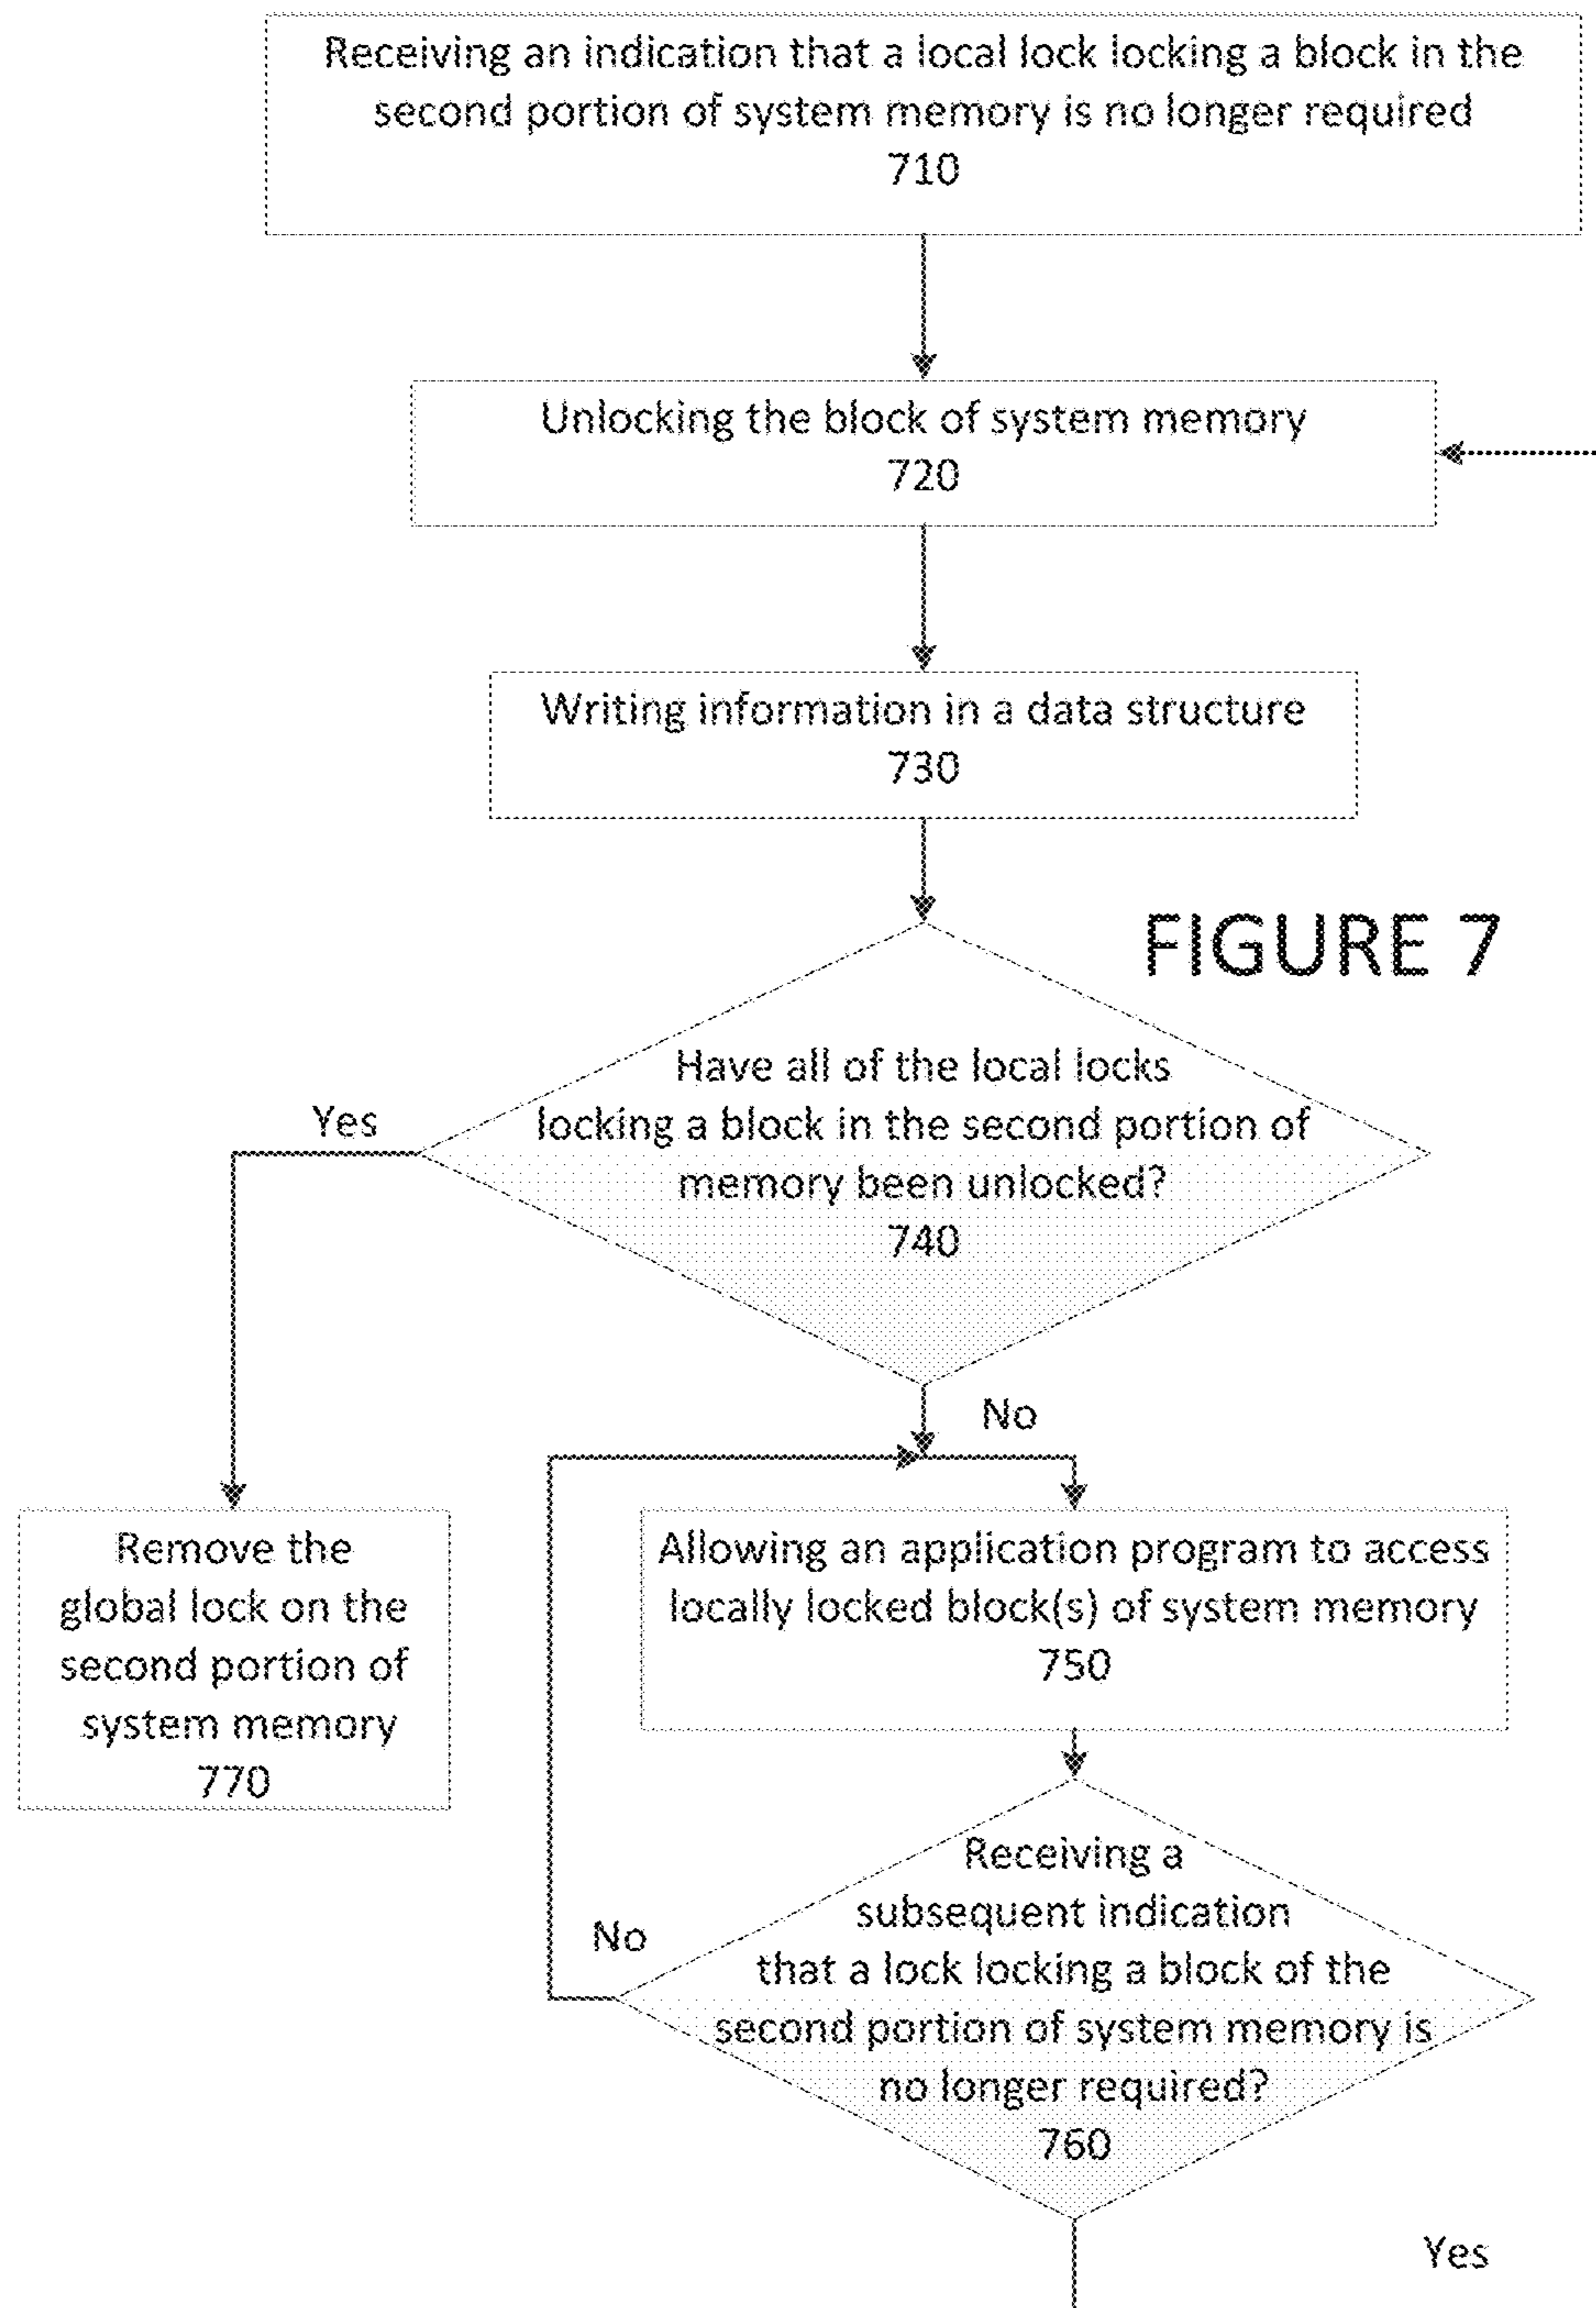 Receiving an indication that a local lock locking a block in the
second portion of system memory is no longer required
710
Unlocking the block of system memory
720
Writing information in a data structure
730
FIGURE 7
Have all of the local locks
locking a block in the second portion of
memory been unlocked?
740
Yes
No
Remove the
global lock on the
second portion of
system memory
770
Allowing an application program to access
locally locked block(s) of system memory
750
Receiving a
subsequent indication
that a lock locking a block of the
second portion of system memory is
no longer required?
760
No
Yes